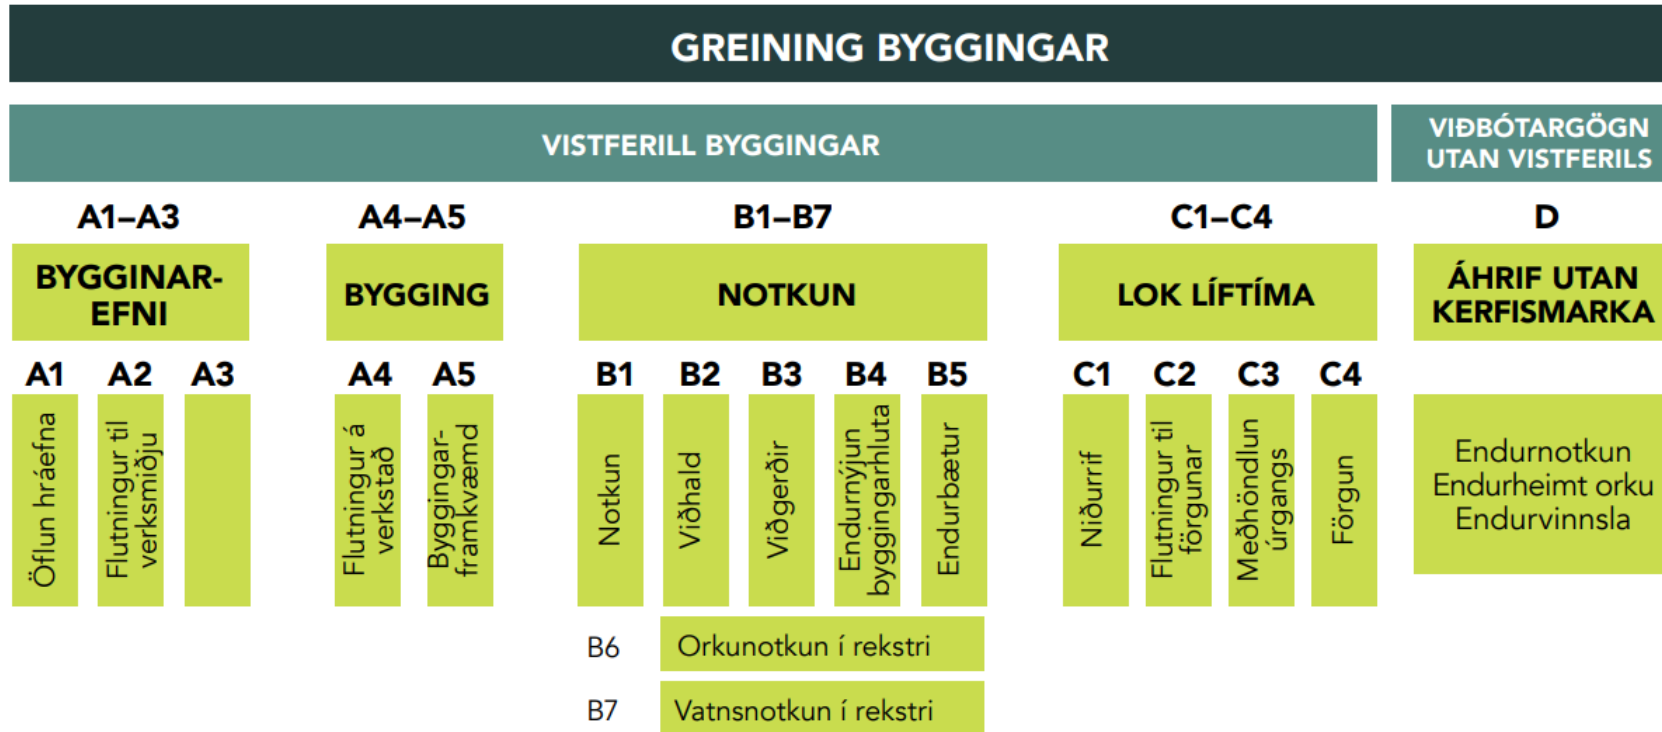 GREINING BYGGINGAR
VISTFERILL BYGGINGAR
VIÐBÓTARGÖGN
UTAN VISTFERILS
A1–A3
A4–A5
B1–B7
C1–C4
D
BYGGINAR-
EFNI
BYGGING
NOTKUN
LOK LÍFTÍMA
ÁHRIF UTAN
KERFISMARKA
A1
A2
A3
A4
A5
B1
B2
B3
B4
B5
C1
C2
C3
C4
Öflun hráefna
Flutningur til
verksmiðju
Flutningur á
verkstað
Byggingar-
framkvæmd
Notkun
Viðhald
Viðgerðir
Endurnýjun
byggingarhluta
Endurbætur
Niðurrif
Flutningur til
förgunar
Meðhöndlun
úrgangs
Förgun
Endurnotkun
Endurheimt orku
Endurvinnsla
B6
Orkunotkun í rekstri
B7
Vatnsnotkun í rekstri